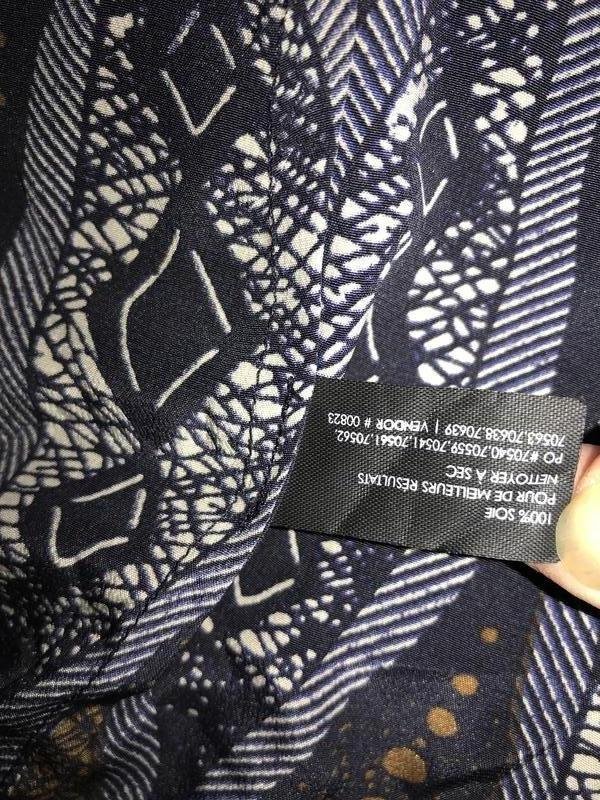 100% SOIE
POUR DE MEILLEURS RÉSULTATS
NETTOYER À SEC
PO #70540,70559,70541,70561,70562,
70563,70638,70639 | VENDOR # 00823